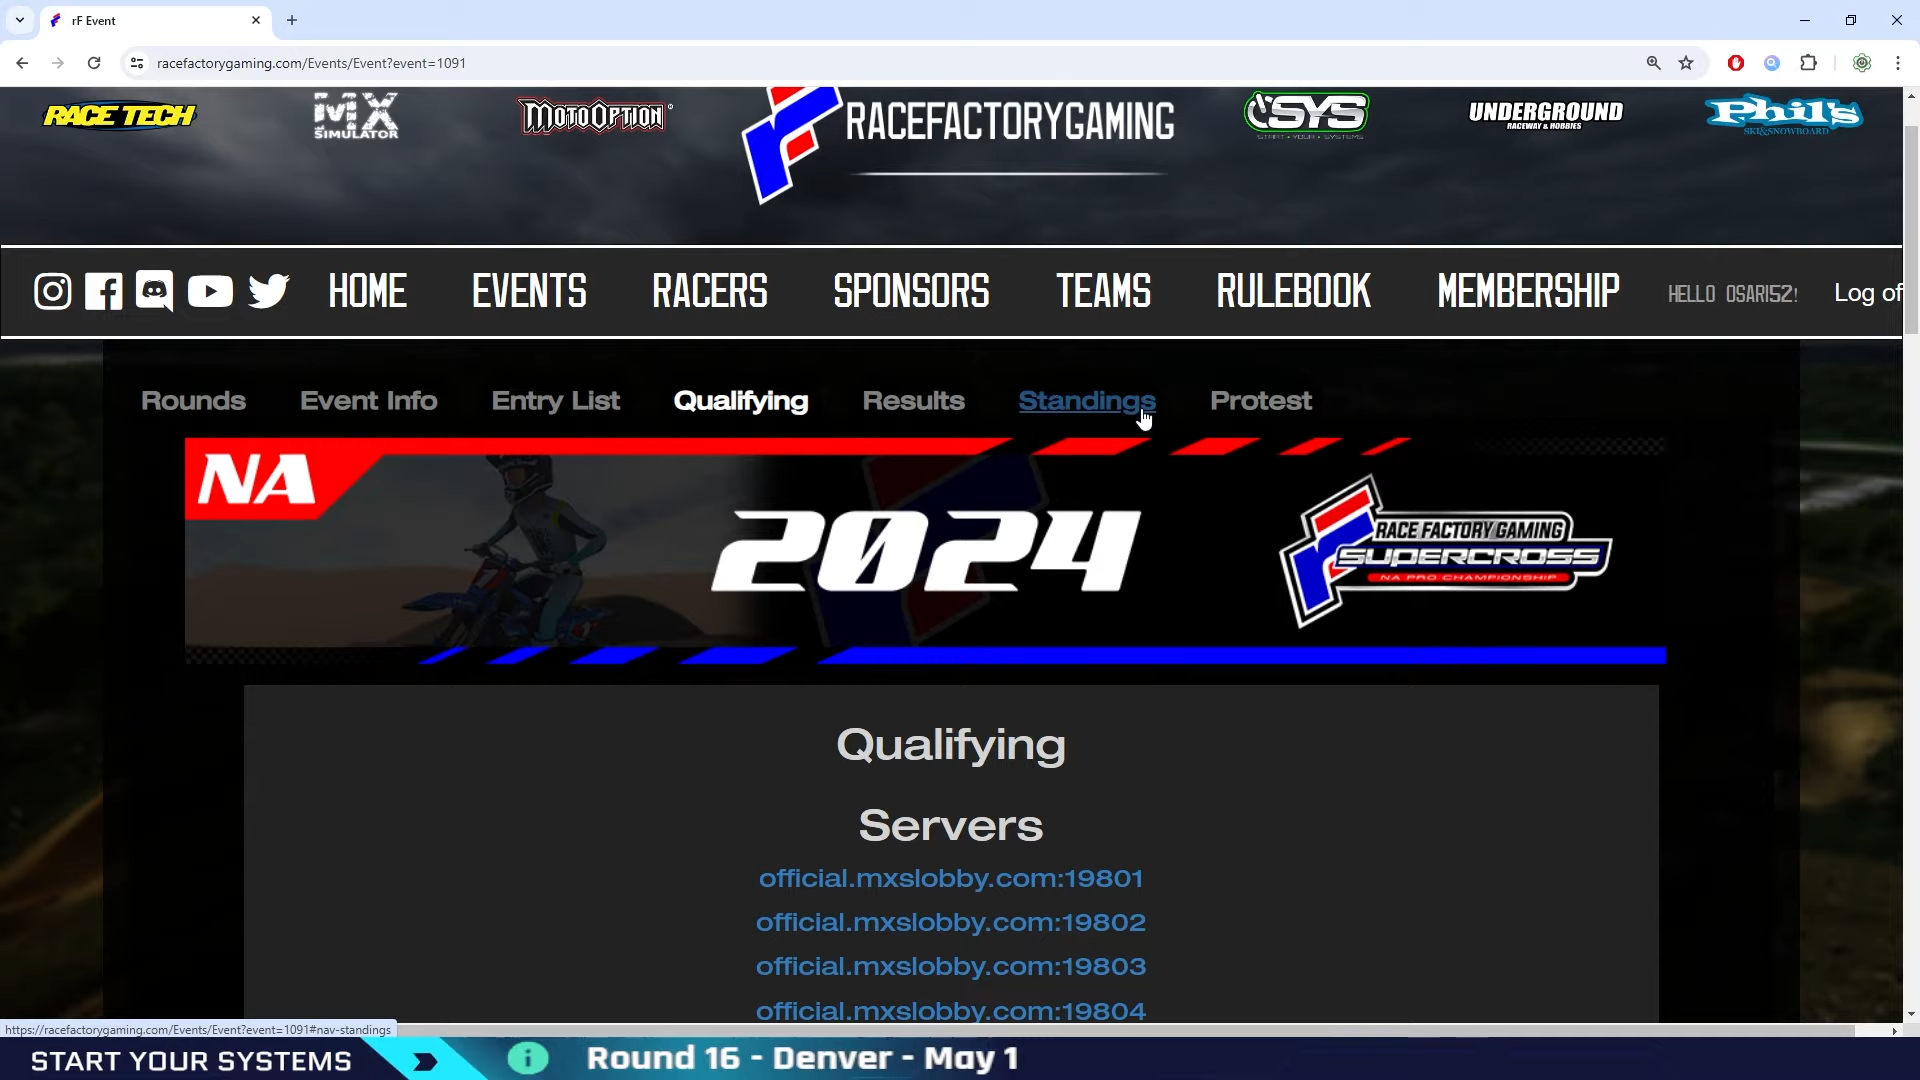 rF Event
racefactorygaming.com/Events/Event?event=1091
RACE TECH
MX SIMULATOR
MotoOption
RACEFACTORYGAMING
SYS
START • YOUR • SYSTEMS
UNDERGROUND
RACEWAY & HOBBIES
Phil's
SKI&SNOWBOARD
HOME EVENTS RACERS SPONSORS TEAMS RULEBOOK MEMBERSHIP HELLO OSAR152! Log of
Rounds Event Info Entry List Qualifying Results Standings Protest
NA
2024
RACE FACTORY GAMING
SUPERCROSS
NA PRO CHAMPIONSHIP
Qualifying
Servers
official.mxslobby.com:19801
official.mxslobby.com:19802
official.mxslobby.com:19803
official.mxslobby.com:19804
https://racefactorygaming.com/Events/Event?event=1091#nav-standings
START YOUR SYSTEMS
i
Round 16 - Denver - May 1